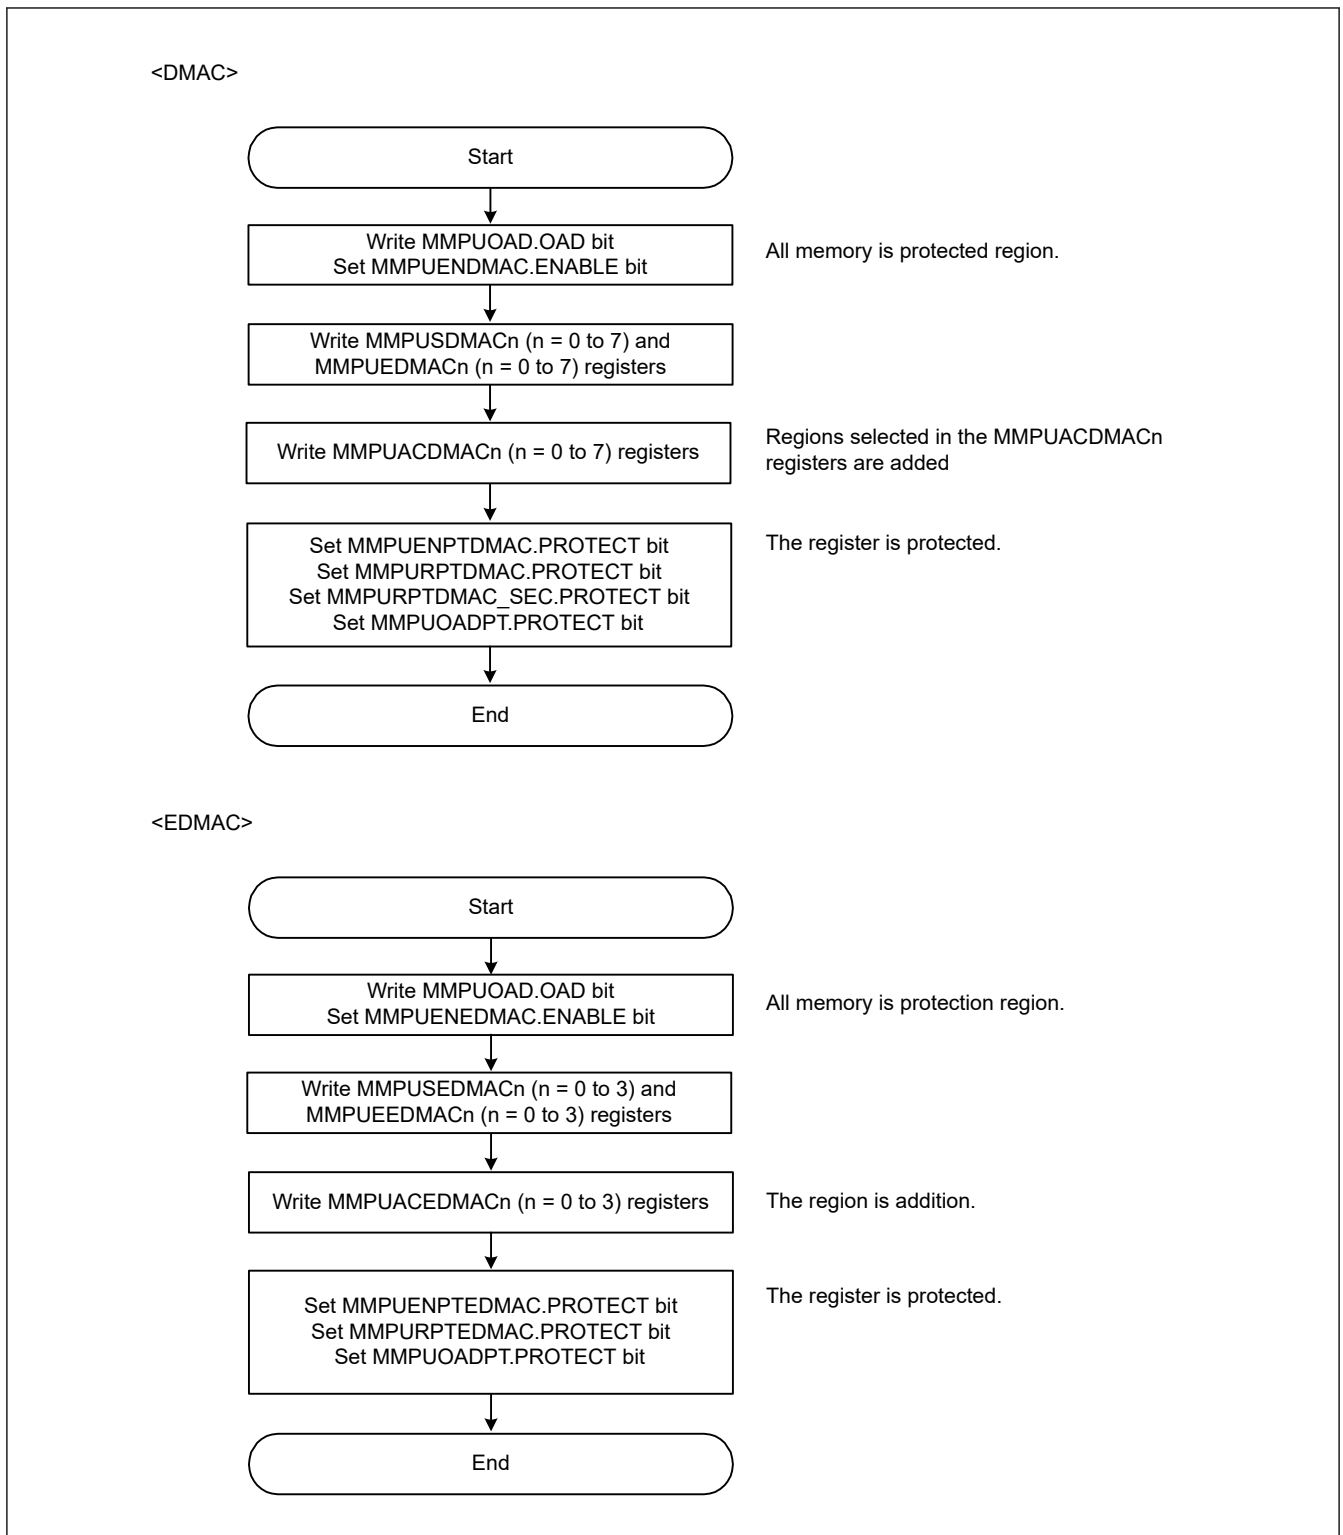 <DMAC>
Start
Write MMPUOAD.OAD bit
Set MMPUENDMAC.ENABLE bit
All memory is protected region.
Write MMPUSDMACn (n = 0 to 7) and
MMPUEDMACn (n = 0 to 7) registers
Write MMPUACDMACn (n = 0 to 7) registers
Regions selected in the MMPUACDMACn
registers are added
Set MMPUENPTDMAC.PROTECT bit
Set MMPURPTDMAC.PROTECT bit
Set MMPURPTDMAC_SEC.PROTECT bit
Set MMPUOADPT.PROTECT bit
The register is protected.
End
<EDMAC>
Start
Write MMPUOAD.OAD bit
Set MMPUENEDMAC.ENABLE bit
All memory is protection region.
Write MMPUSEDMACn (n = 0 to 3) and
MMPUEEDMACn (n = 0 to 3) registers
Write MMPUACEDMACn (n = 0 to 3) registers
The region is addition.
Set MMPUENPTEDMAC.PROTECT bit
Set MMPURPTEDMAC.PROTECT bit
Set MMPUOADPT.PROTECT bit
The register is protected.
End